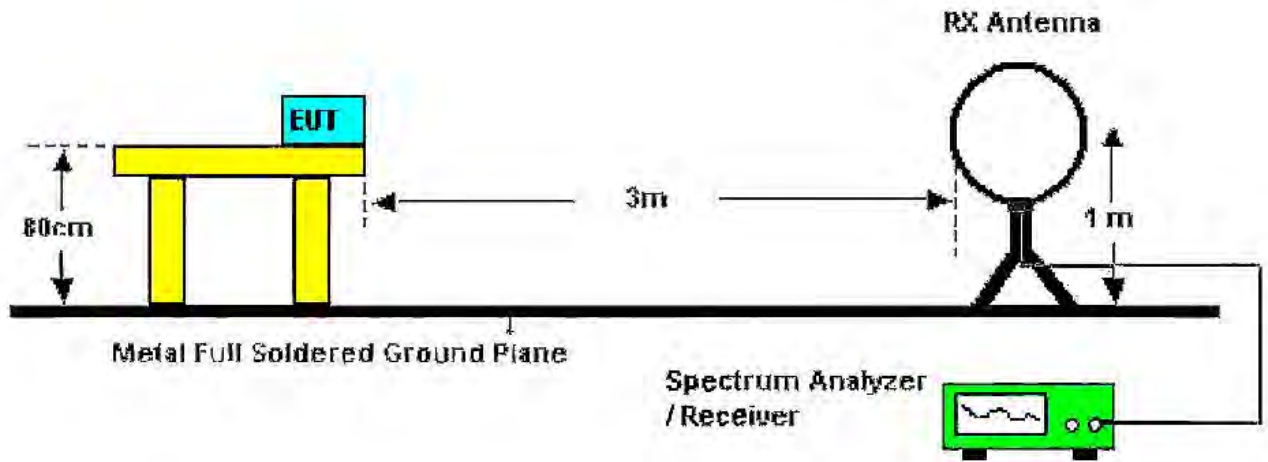 RX Antenna
EUT
80cm
3m
1 m
Metal Full Soldered Ground Plane
Spectrum Analyzer
/ Receiver